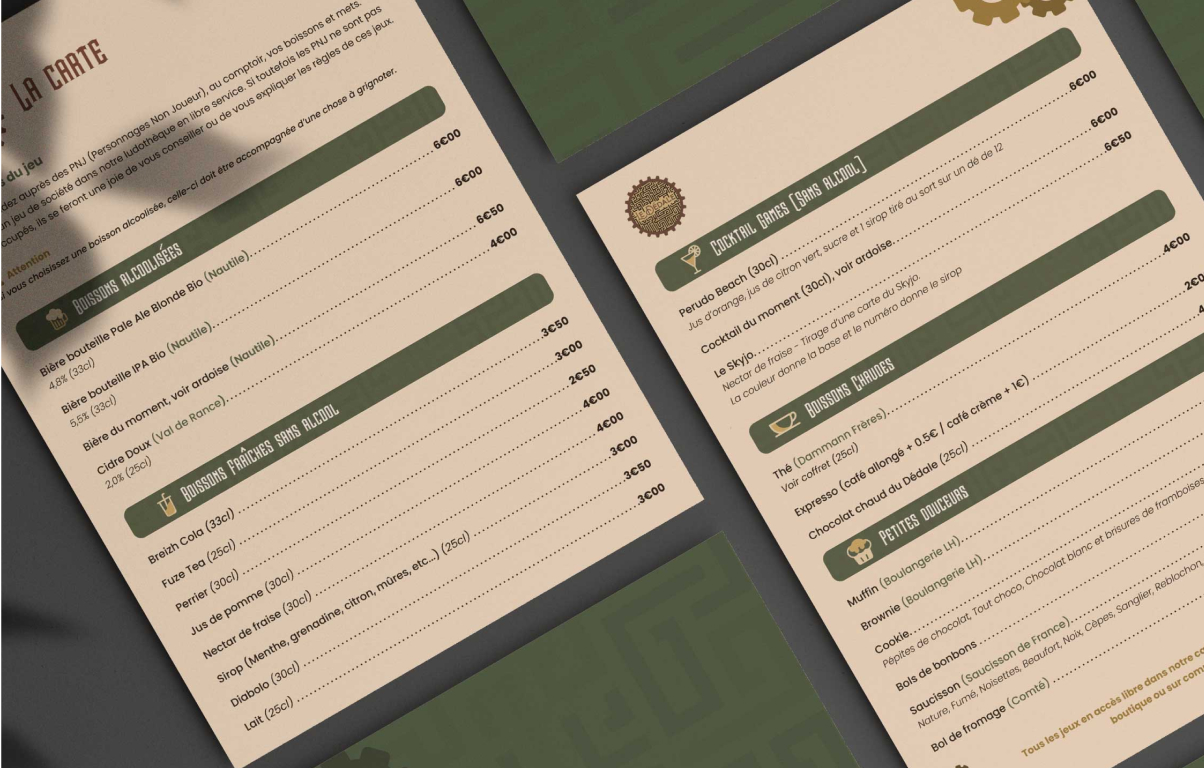 LA CARTE
du jeu
dez auprès des PNJ (Personnages Non Joueur), au comptoir, vos boissons et mets.
un jeu de société dans notre ludothèque en libre service. Si toutefois les PNJ ne sont pas
occupés, ils se feront une joie de vous conseiller ou de vous expliquer les règles de ces jeux.
Attention
vous choisissez une boisson alcoolisée, celle-ci doit être accompagnée d'une chose à grignoter.
Boissons alcoolisées
Bière bouteille Pale Ale Blonde Bio (Nautile) 6€00
4,8% (33cl)
Bière bouteille IPA Bio (Nautile) 6€00
5,5% (33cl)
Bière du moment, voir ardoise (Nautile) 6€50
Cidre Doux (Val de Rance) 4€00
2,0% (25cl)
Boissons fraîches sans alcool
Breizh Cola (33cl) 3€50
Fuze Tea (25cl) 3€00
Perrier (30cl) 2€50
Jus de pomme (30cl) 4€00
Nectar de fraise (30cl) 4€00
Sirop (Menthe, grenadine, citron, mûres, etc...) (25cl) 3€00
Diabolo (30cl) 3€50
Lait (25cl) 3€00
Cocktail Games (Sans alcool)
Perudo Beach (30cl) 6€00
Jus d'orange, jus de citron vert, sucre et 1 sirop tiré au sort sur un dé de 12
Cocktail du moment (30cl), voir ardoise. 6€00
Le Skyjo 6€50
Nectar de fraise - Tirage d'une carte du Skyjo.
La couleur donne la base et le numéro donne le sirop
Boissons Chaudes
Thé (Dammann Frères) 4€00
Voir coffret (25cl)
Expresso (café allongé + 0.5€ / café crème + 1€)
Chocolat chaud du Dédale (25cl)
Petites douceurs
Muffin (Boulangerie LH)
Brownie (Boulangerie LH)
Cookie
Pépites de chocolat, Tout choco, Chocolat blanc et brisures de framboises
Bols de bonbons
Saucisson (Saucisson de France)
Nature, Fumé, Noisettes, Beaufort, Noix, Cèpes, Sanglier, Reblochon,
Bol de fromage (Comté)
Tous les jeux en accès libre dans notre
boutique ou sur